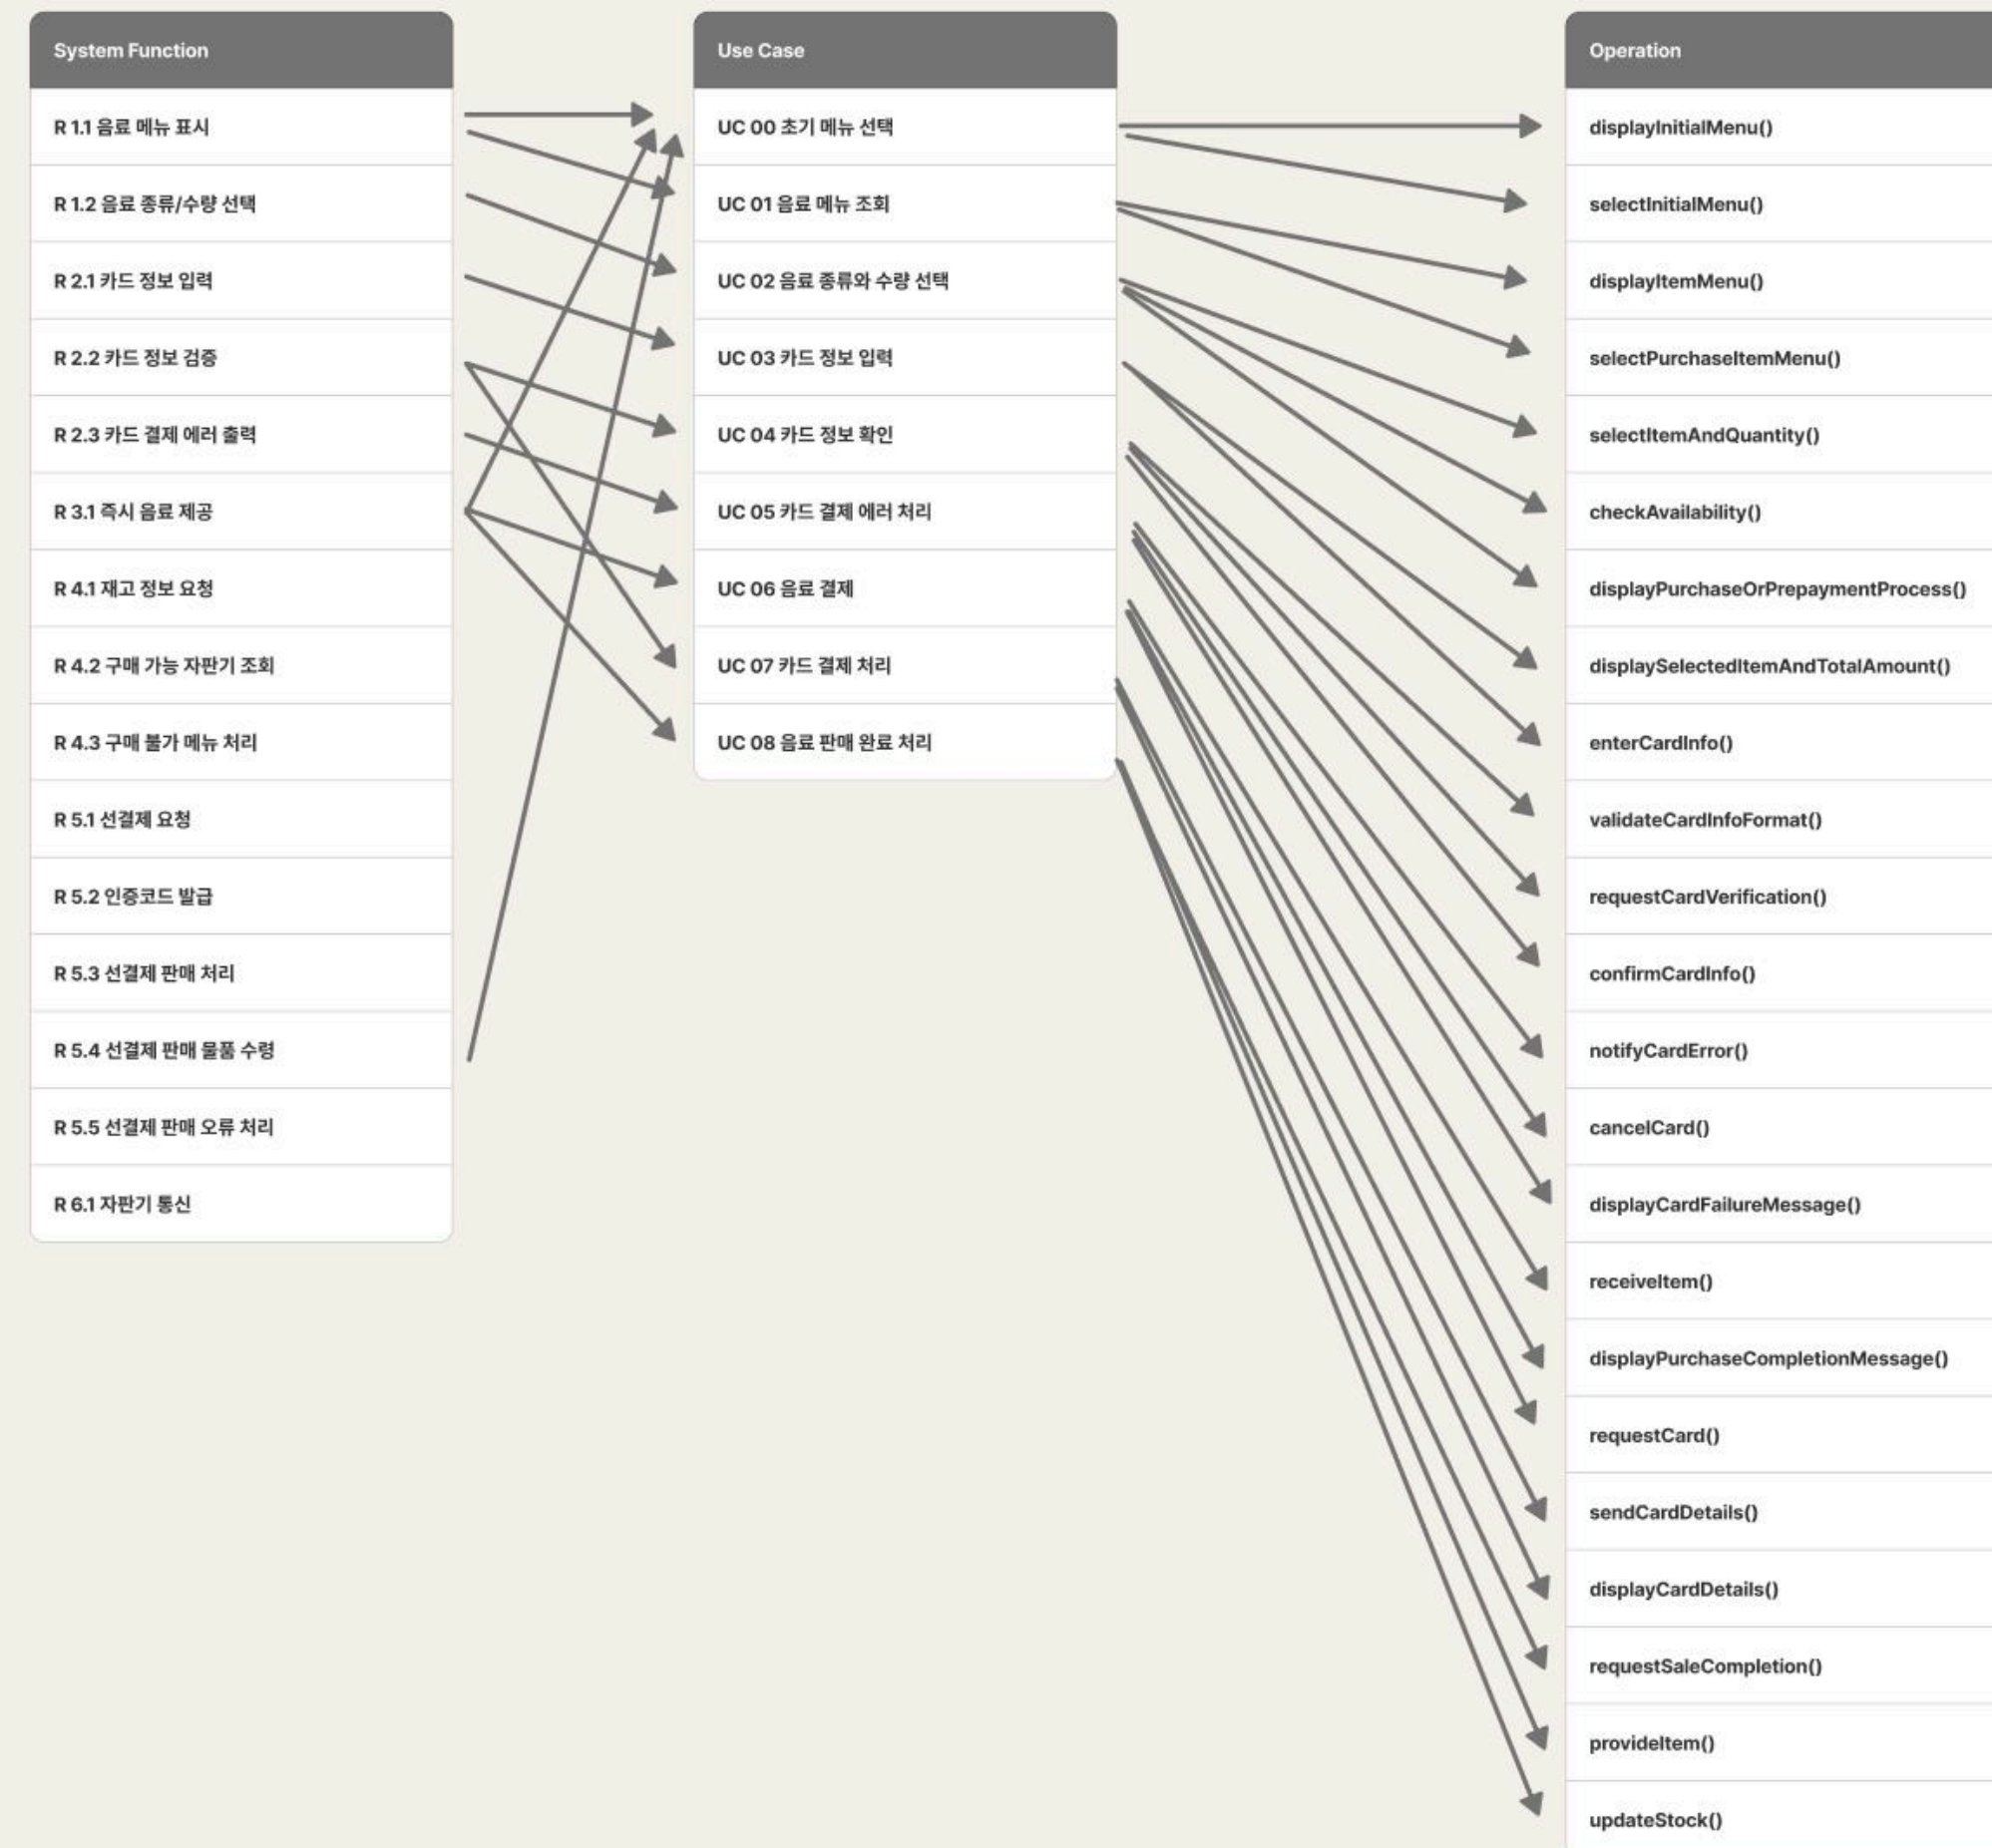 System Function
R 1.1 음료 메뉴 표시
R 1.2 음료 종류/수량 선택
R 2.1 카드 정보 입력
R 2.2 카드 정보 검증
R 2.3 카드 결제 에러 출력
R 3.1 즉시 음료 제공
R 4.1 재고 정보 요청
R 4.2 구매 가능 자판기 조회
R 4.3 구매 불가 메뉴 처리
R 5.1 선결제 요청
R 5.2 인증코드 발급
R 5.3 선결제 판매 처리
R 5.4 선결제 판매 물품 수령
R 5.5 선결제 판매 오류 처리
R 6.1 자판기 통신
Use Case
UC 00 초기 메뉴 선택
UC 01 음료 메뉴 조회
UC 02 음료 종류와 수량 선택
UC 03 카드 정보 입력
UC 04 카드 정보 확인
UC 05 카드 결제 에러 처리
UC 06 음료 결제
UC 07 카드 결제 처리
UC 08 음료 판매 완료 처리
Operation
displayInitialMenu()
selectInitialMenu()
displayItemMenu()
selectPurchaseItemMenu()
selectItemAndQuantity()
checkAvailability()
displayPurchaseOrPrepaymentProcess()
displaySelectedItemAndTotalAmount()
enterCardInfo()
validateCardInfoFormat()
requestCardVerification()
confirmCardInfo()
notifyCardError()
cancelCard()
displayCardFailureMessage()
receiveItem()
displayPurchaseCompletionMessage()
requestCard()
sendCardDetails()
displayCardDetails()
requestSaleCompletion()
provideItem()
updateStock()